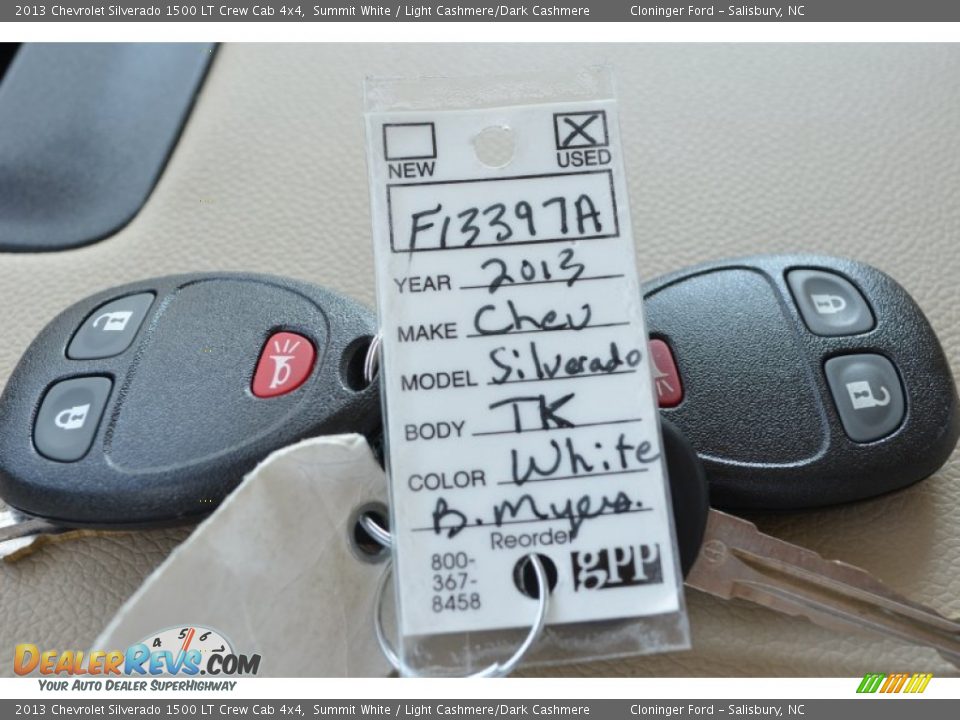 2013 Chevrolet Silverado 1500 LT Crew Cab 4x4, Summit White / Light Cashmere/Dark Cashmere Cloninger Ford - Salisbury, NC
NEW USED
F13397A
YEAR 2013
MAKE Chev
MODEL Silverado
BODY TK
COLOR White
B. Myers.
Reorder
800-
367-
8458
gpp
4 5 6
DealerRevs.com
Your Auto Dealer SuperHighway
2013 Chevrolet Silverado 1500 LT Crew Cab 4x4, Summit White / Light Cashmere/Dark Cashmere Cloninger Ford - Salisbury, NC